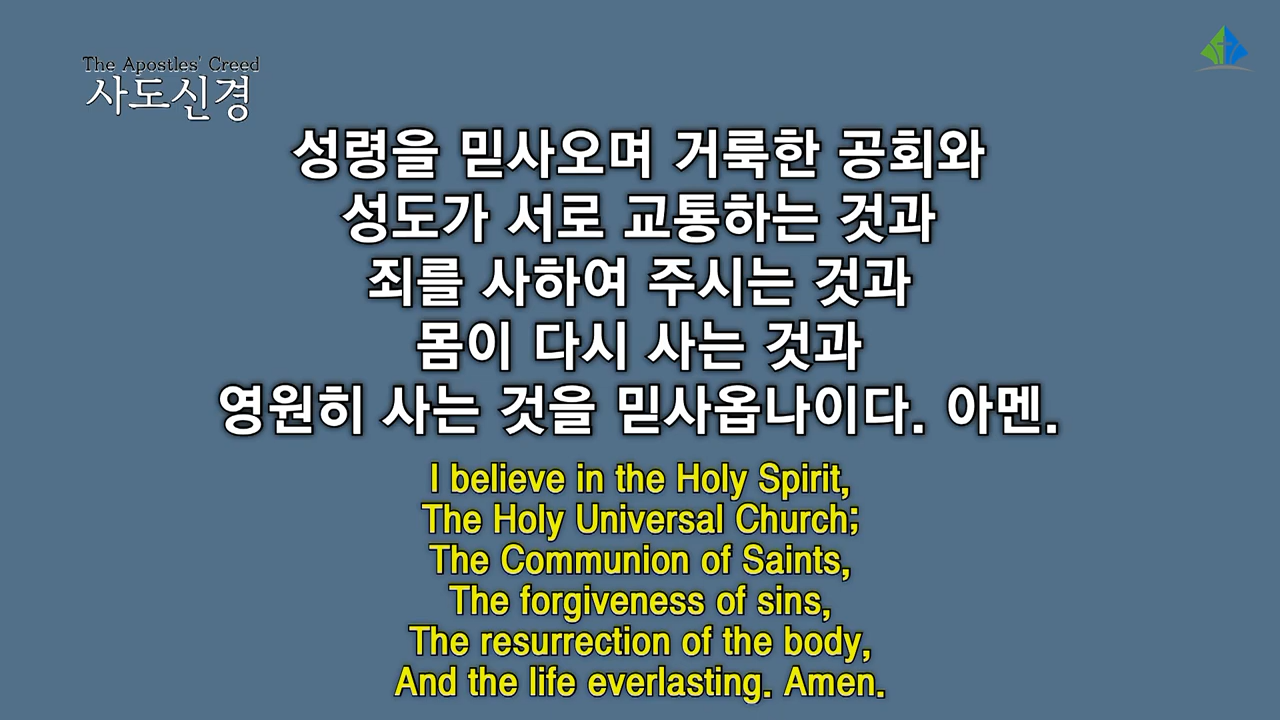 The Apostles' Creed
사도신경
성령을 믿사오며 거룩한 공회와
성도가 서로 교통하는 것과
죄를 사하여 주시는 것과
몸이 다시 사는 것과
영원히 사는 것을 믿사옵나이다. 아멘.
I believe in the Holy Spirit,
The Holy Universal Church;
The Communion of Saints,
The forgiveness of sins,
The resurrection of the body,
And the life everlasting. Amen.